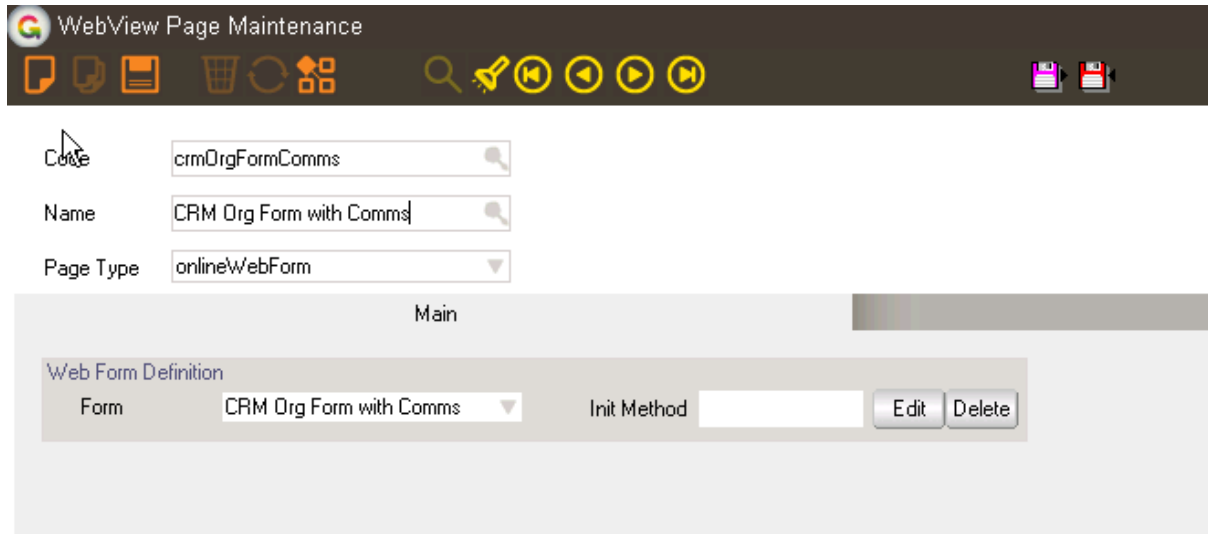 WebView Page Maintenance
Code crmOrgFormComms
Name CRM Org Form with Comms
Page Type onlineWebForm
Main
Web Form Definition
Form CRM Org Form with Comms Init Method Edit Delete